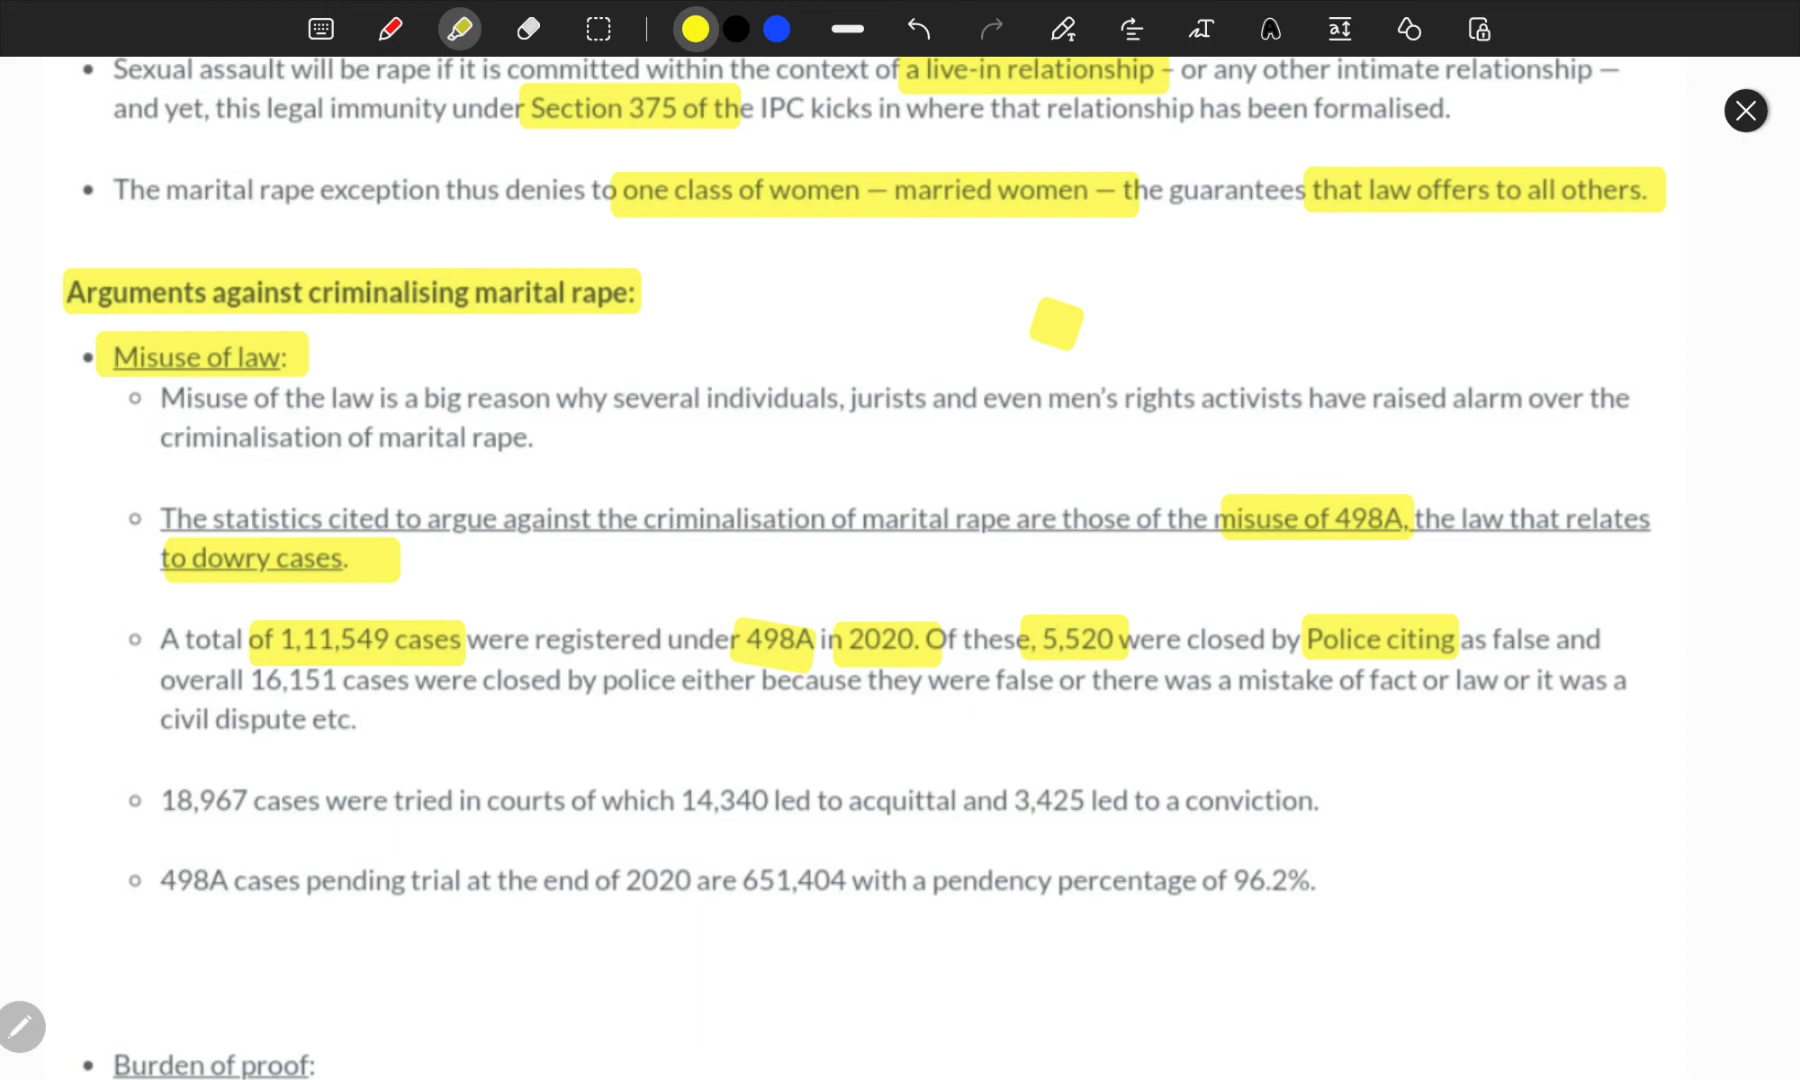 Sexual assault will be rape if it is committed within the context of a live-in relationship – or any other intimate relationship —
and yet, this legal immunity under Section 375 of the IPC kicks in where that relationship has been formalised.
The marital rape exception thus denies to one class of women — married women — the guarantees that law offers to all others.
Arguments against criminalising marital rape:
Misuse of law:
Misuse of the law is a big reason why several individuals, jurists and even men's rights activists have raised alarm over the
criminalisation of marital rape.
The statistics cited to argue against the criminalisation of marital rape are those of the misuse of 498A, the law that relates
to dowry cases.
A total of 1,11,549 cases were registered under 498A in 2020. Of these, 5,520 were closed by Police citing as false and
overall 16,151 cases were closed by police either because they were false or there was a mistake of fact or law or it was a
civil dispute etc.
18,967 cases were tried in courts of which 14,340 led to acquittal and 3,425 led to a conviction.
498A cases pending trial at the end of 2020 are 651,404 with a pendency percentage of 96.2%.
Burden of proof: